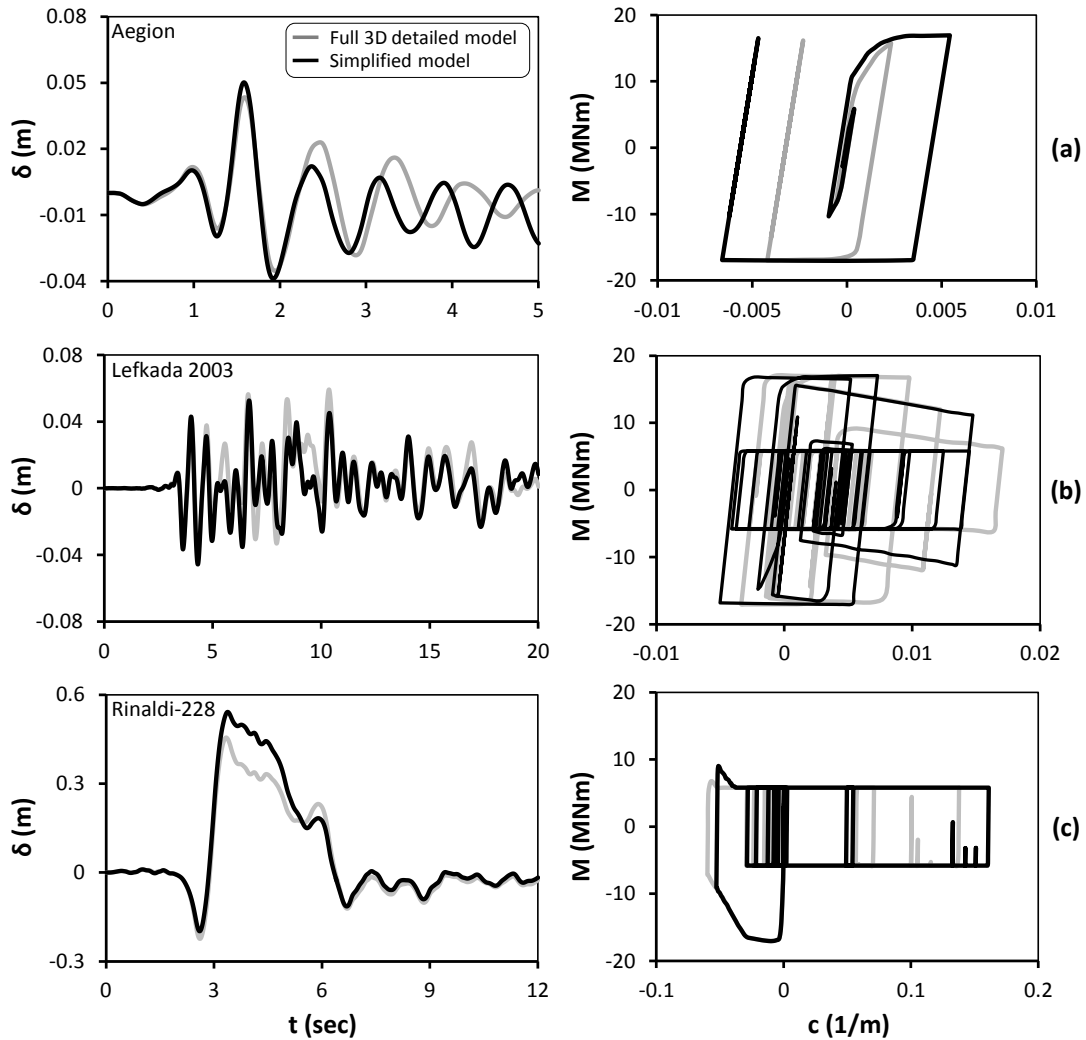 0.08
Aegion
Full 3D detailed model
Simplified model
0.05
0.02
-0.01
-0.04
δ (m)
0 1 2 3 4 5
20
10
0
-10
-20
M (MNm)
-0.01 -0.005 0 0.005 0.01
(a)
0.08
Lefkada 2003
0.04
0
-0.04
-0.08
δ (m)
0 5 10 15 20
20
10
0
-10
-20
M (MNm)
-0.01 0 0.01 0.02
(b)
0.6
Rinaldi-228
0.3
0
-0.3
δ (m)
0 3 6 9 12
t (sec)
20
10
0
-10
-20
M (MNm)
-0.1 0 0.1 0.2
c (1/m)
(c)